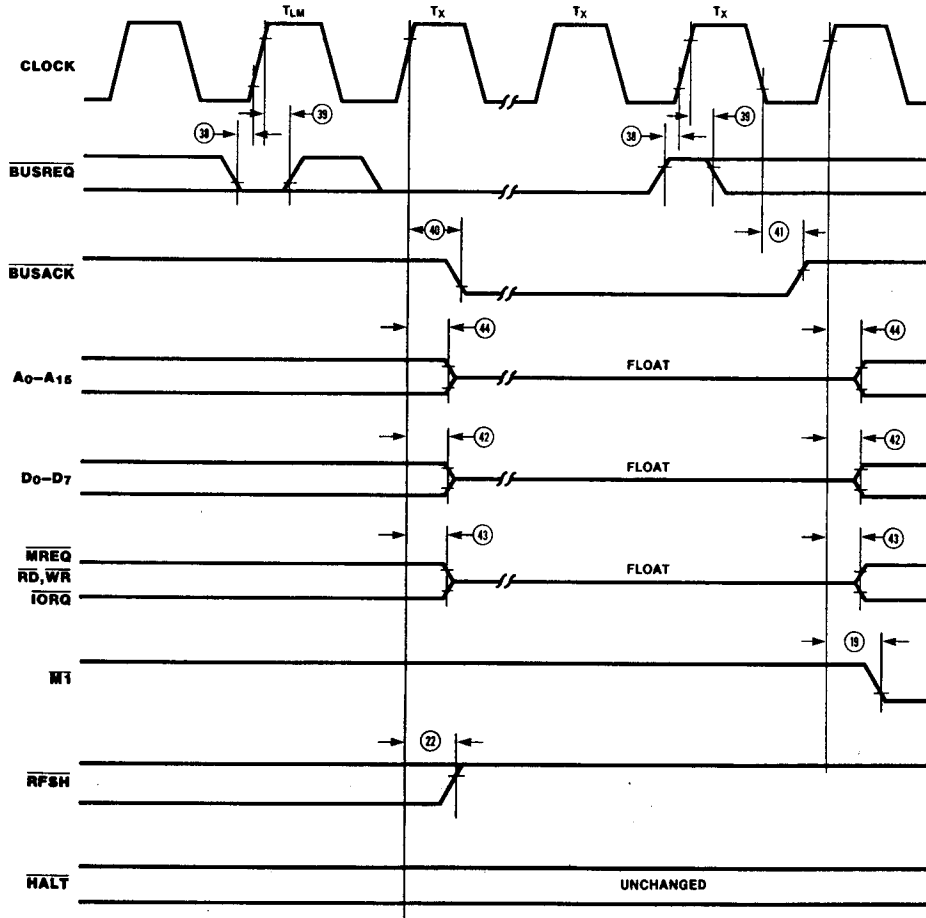 TLM TX TX TX
CLOCK
38 39 38 39
BUSREQ
40 41
BUSACK
44 44
A0–A15 FLOAT
42 42
D0–D7 FLOAT
43 43
MREQ
RD, WR FLOAT
IORQ
19
M1
22
RFSH
HALT UNCHANGED